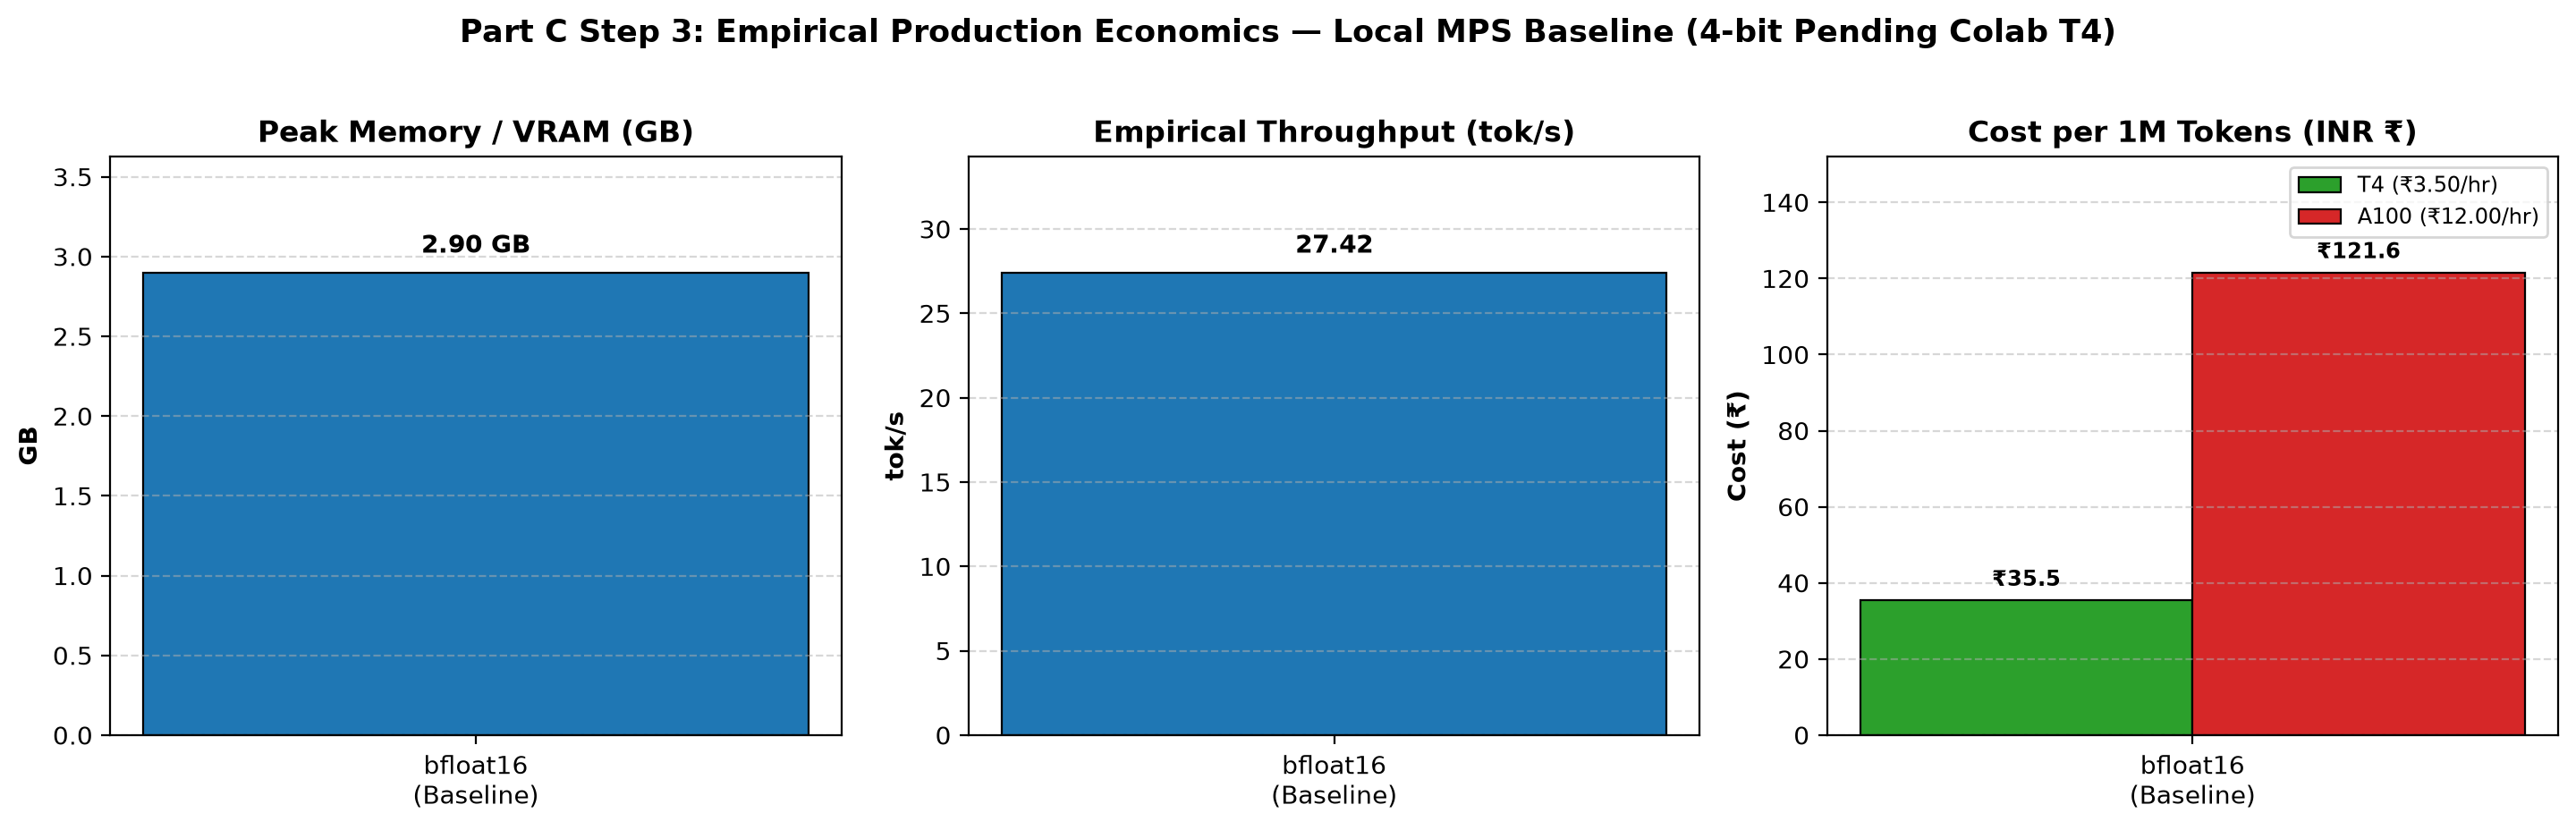 Part C Step 3: Empirical Production Economics — Local MPS Baseline (4-bit Pending Colab T4)
Peak Memory / VRAM (GB)
GB
3.5
3.0
2.5
2.0
1.5
1.0
0.5
0.0
2.90 GB
bfloat16
(Baseline)
Empirical Throughput (tok/s)
tok/s
30
25
20
15
10
5
0
27.42
bfloat16
(Baseline)
Cost per 1M Tokens (INR ₹)
Cost (₹)
140
120
100
80
60
40
20
0
T4 (₹3.50/hr)
A100 (₹12.00/hr)
₹35.5
₹121.6
bfloat16
(Baseline)